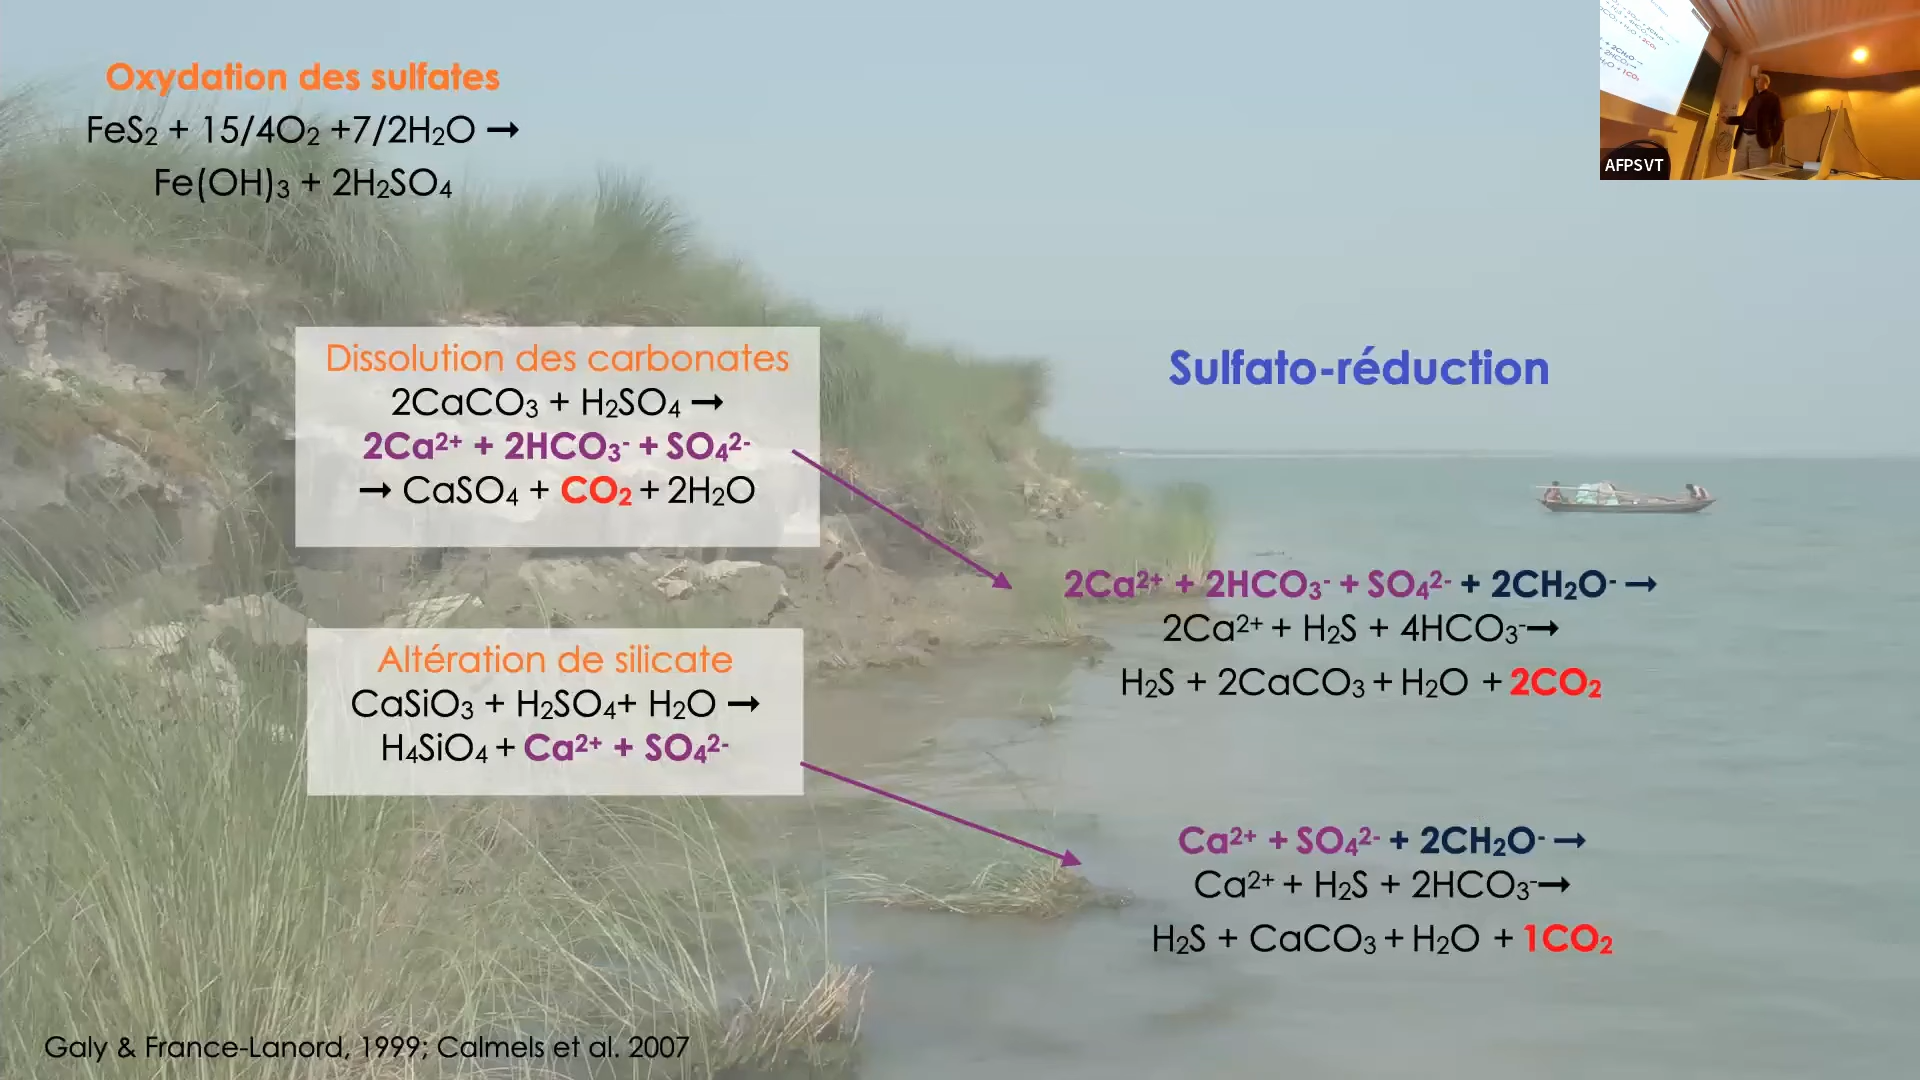 Oxydation des sulfates
FeS₂ + 15/4O₂ +7/2H₂O ➞
Fe(OH)₃ + 2H₂SO₄
AFPSVT
Dissolution des carbonates
2CaCO₃ + H₂SO₄ ➞
2Ca²⁺ + 2HCO₃⁻ + SO₄²⁻
➞ CaSO₄ + CO₂ + 2H₂O
Altération de silicate
CaSiO₃ + H₂SO₄+ H₂O ➞
H₄SiO₄ + Ca²⁺ + SO₄²⁻
Sulfato-réduction
2Ca²⁺ + 2HCO₃⁻ + SO₄²⁻ + 2CH₂O⁻ ➞
2Ca²⁺ + H₂S + 4HCO₃⁻➞
H₂S + 2CaCO₃ + H₂O + 2CO₂
Ca²⁺ + SO₄²⁻ + 2CH₂O⁻ ➞
Ca²⁺ + H₂S + 2HCO₃⁻➞
H₂S + CaCO₃ + H₂O + 1CO₂
Galy & France-Lanord, 1999; Calmels et al. 2007